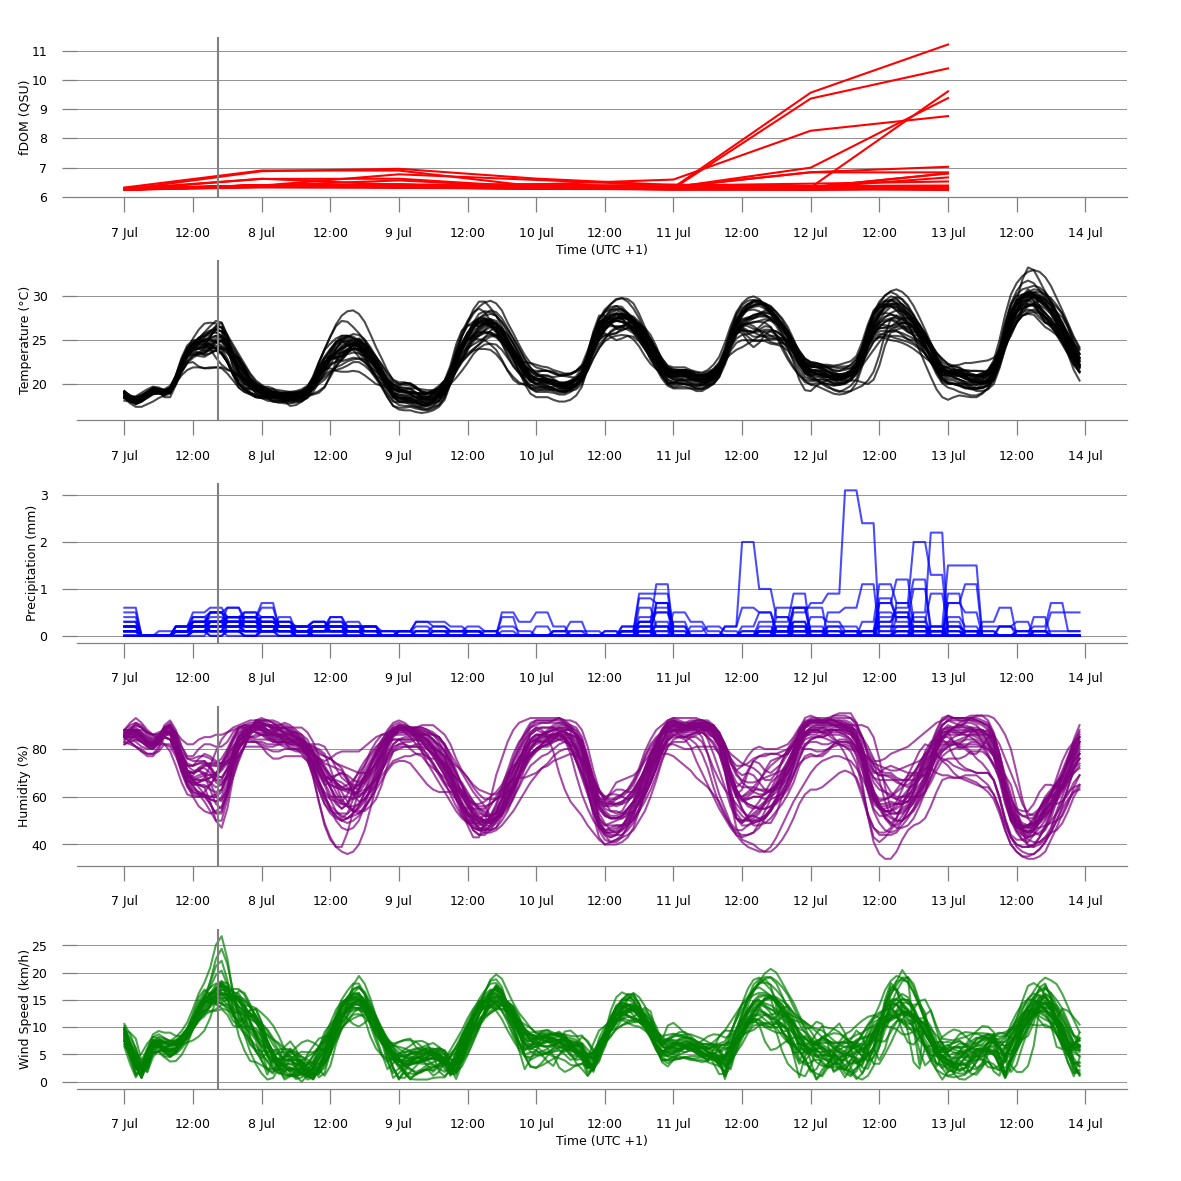 fDOM (QSU)
11
10
9
8
7
6
7 Jul 12:00 8 Jul 12:00 9 Jul 12:00 10 Jul 12:00 11 Jul 12:00 12 Jul 12:00 13 Jul 12:00 14 Jul
Time (UTC +1)
Temperature (°C)
30
25
20
7 Jul 12:00 8 Jul 12:00 9 Jul 12:00 10 Jul 12:00 11 Jul 12:00 12 Jul 12:00 13 Jul 12:00 14 Jul
Precipitation (mm)
3
2
1
0
7 Jul 12:00 8 Jul 12:00 9 Jul 12:00 10 Jul 12:00 11 Jul 12:00 12 Jul 12:00 13 Jul 12:00 14 Jul
Humidity (%)
80
60
40
7 Jul 12:00 8 Jul 12:00 9 Jul 12:00 10 Jul 12:00 11 Jul 12:00 12 Jul 12:00 13 Jul 12:00 14 Jul
Wind Speed (km/h)
25
20
15
10
5
0
7 Jul 12:00 8 Jul 12:00 9 Jul 12:00 10 Jul 12:00 11 Jul 12:00 12 Jul 12:00 13 Jul 12:00 14 Jul
Time (UTC +1)